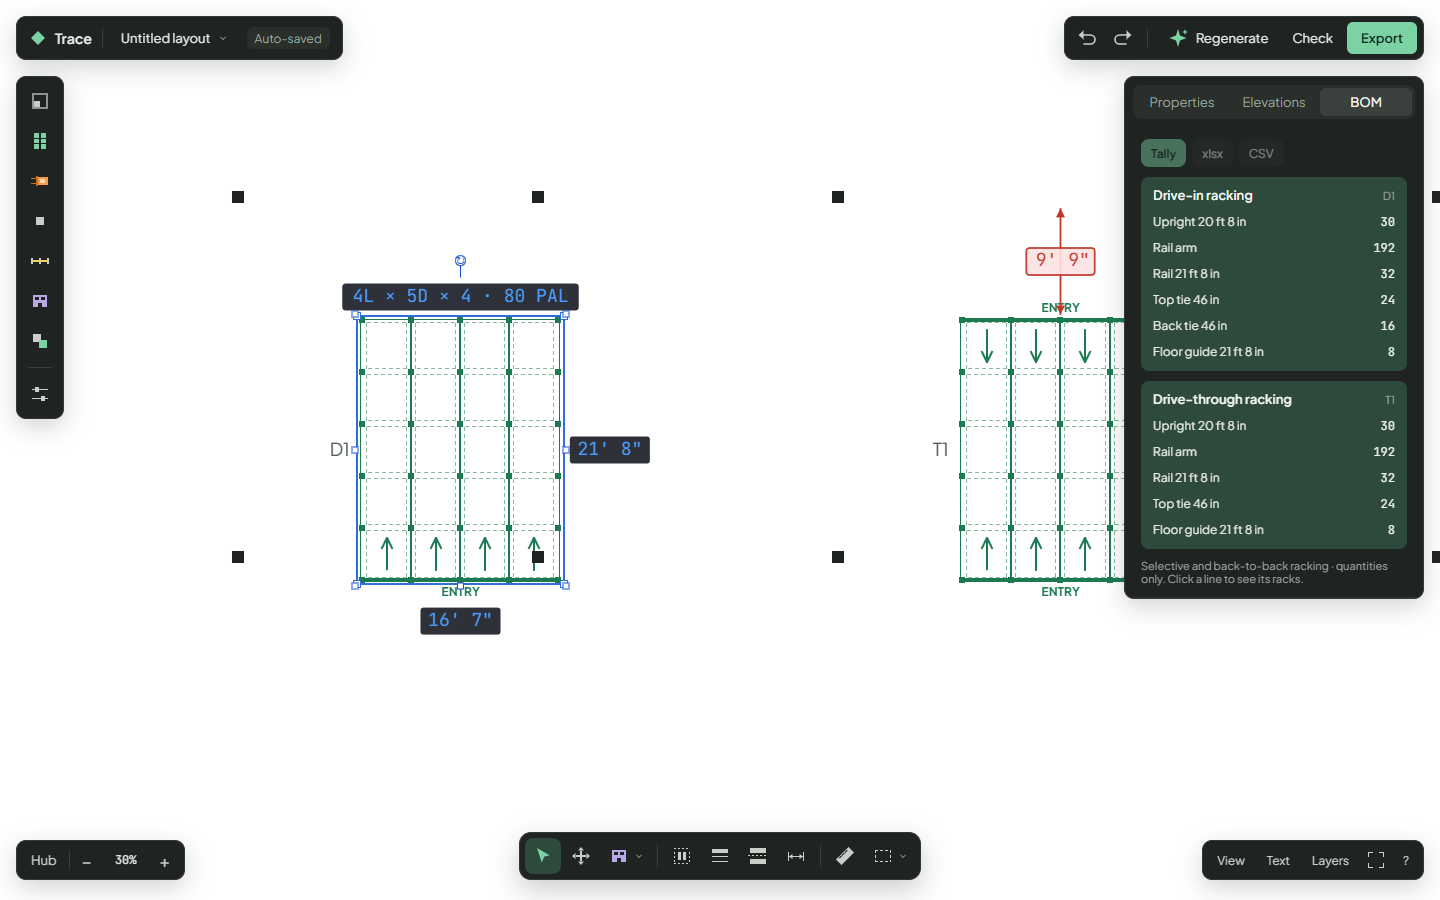 Trace
Untitled layout
Auto-saved
Regenerate
Check
Export
Properties
Elevations
BOM
Tally
xlsx
CSV
Drive-in racking
D1
Upright 20 ft 8 in
30
Rail arm
192
Rail 21 ft 8 in
32
Top tie 46 in
24
Back tie 46 in
16
Floor guide 21 ft 8 in
8
Drive-through racking
T1
Upright 20 ft 8 in
30
Rail arm
192
Rail 21 ft 8 in
32
Top tie 46 in
24
Floor guide 21 ft 8 in
8
Selective and back-to-back racking · quantities
only. Click a line to see its racks.
4L × 5D × 4 · 80 PAL
D1
21' 8"
ENTRY
16' 7"
9' 9"
ENTRY
T1
ENTRY
Hub
−
30%
+
View
Text
Layers
?